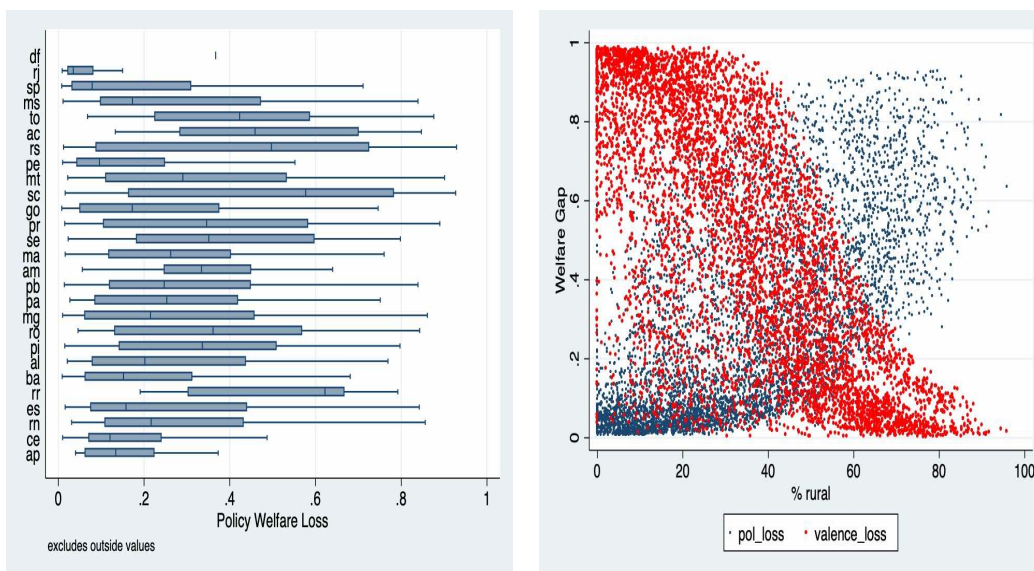 df
rj
sp
ms
to
ac
rs
pe
mt
sc
go
pr
se
ma
am
pb
pa
mg
ro
pi
al
ba
rr
es
rn
ce
ap
0 .2 .4 .6 .8 1
Policy Welfare Loss
excludes outside values
Welfare Gap
1
.8
.6
.4
.2
0
0 20 40 60 80 100
% rural
pol_loss valence_loss